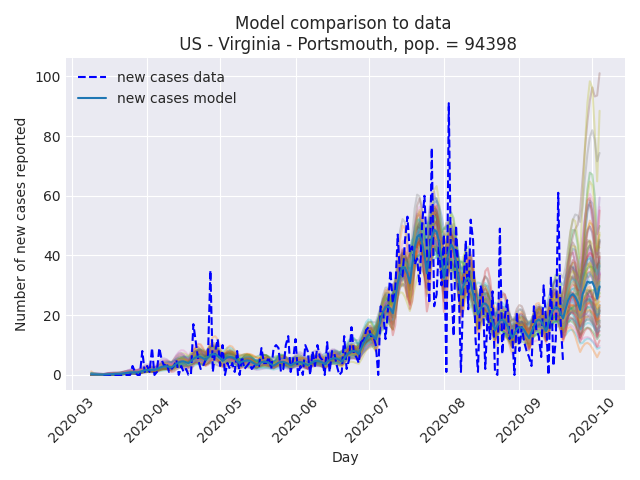 Model comparison to data
US - Virginia - Portsmouth, pop. = 94398
new cases data
new cases model
Number of new cases reported
100
80
60
40
20
0
2020-03
2020-04
2020-05
2020-06
2020-07
2020-08
2020-09
2020-10
Day